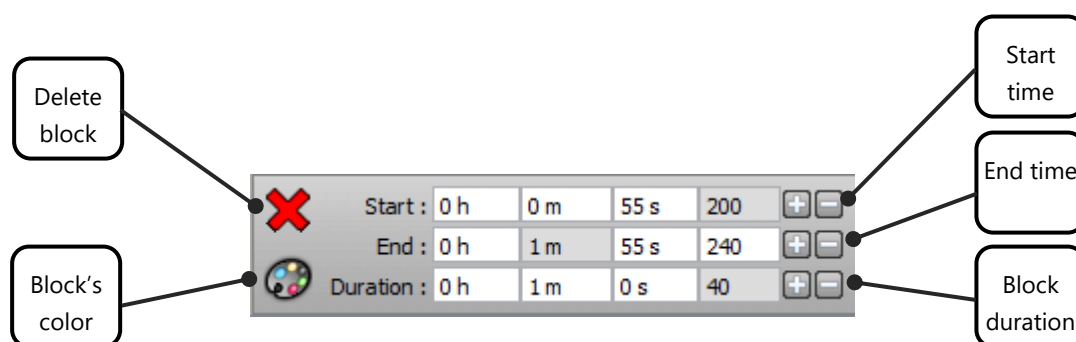 Start
time
Delete
block
End time
Start : 0 h 0 m 55 s 200
End : 0 h 1 m 55 s 240
Duration : 0 h 1 m 0 s 40
Block's
color
Block
duration